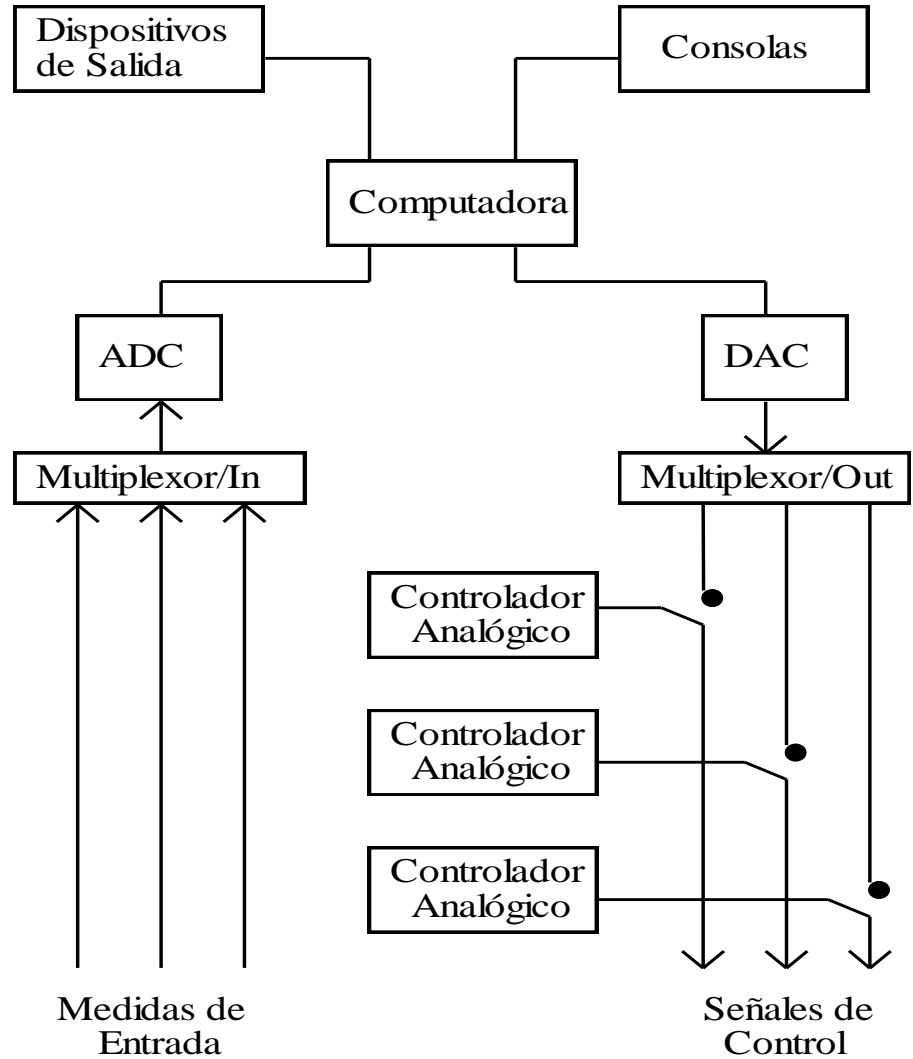 Dispositivos
de Salida
Consolas
Computadora
ADC
DAC
Multiplexor/In
Multiplexor/Out
Controlador
Analógico
Controlador
Analógico
Controlador
Analógico
Medidas de
Entrada
Señales de
Control